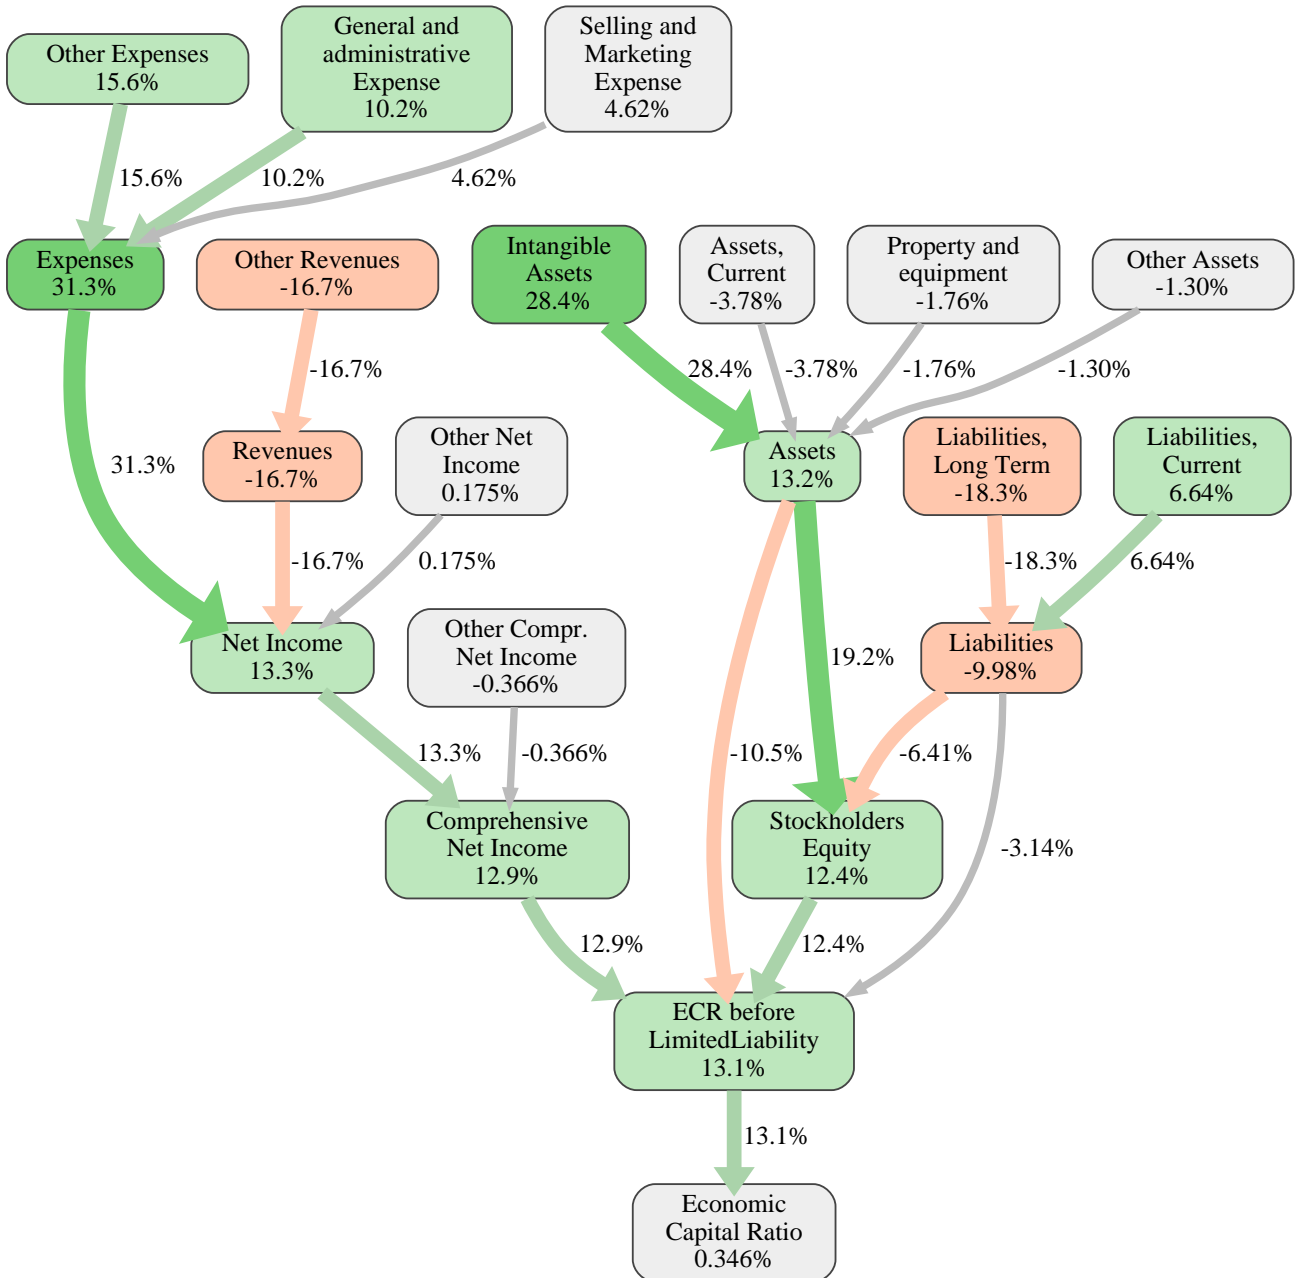 Other Expenses
15.6%
General and
administrative
Expense
10.2%
Selling and
Marketing
Expense
4.62%
15.6%
10.2%
4.62%
Expenses
31.3%
Other Revenues
-16.7%
Intangible
Assets
28.4%
Assets,
Current
-3.78%
Property and
equipment
-1.76%
Other Assets
-1.30%
-16.7%
28.4%
-3.78%
-1.76%
-1.30%
31.3%
Revenues
-16.7%
Other Net
Income
0.175%
Assets
13.2%
Liabilities,
Long Term
-18.3%
Liabilities,
Current
6.64%
-16.7%
0.175%
-18.3%
6.64%
Net Income
13.3%
Other Compr.
Net Income
-0.366%
19.2%
Liabilities
-9.98%
13.3%
-0.366%
-10.5%
-6.41%
Comprehensive
Net Income
12.9%
Stockholders
Equity
12.4%
-3.14%
12.9%
12.4%
ECR before
LimitedLiability
13.1%
13.1%
Economic
Capital Ratio
0.346%